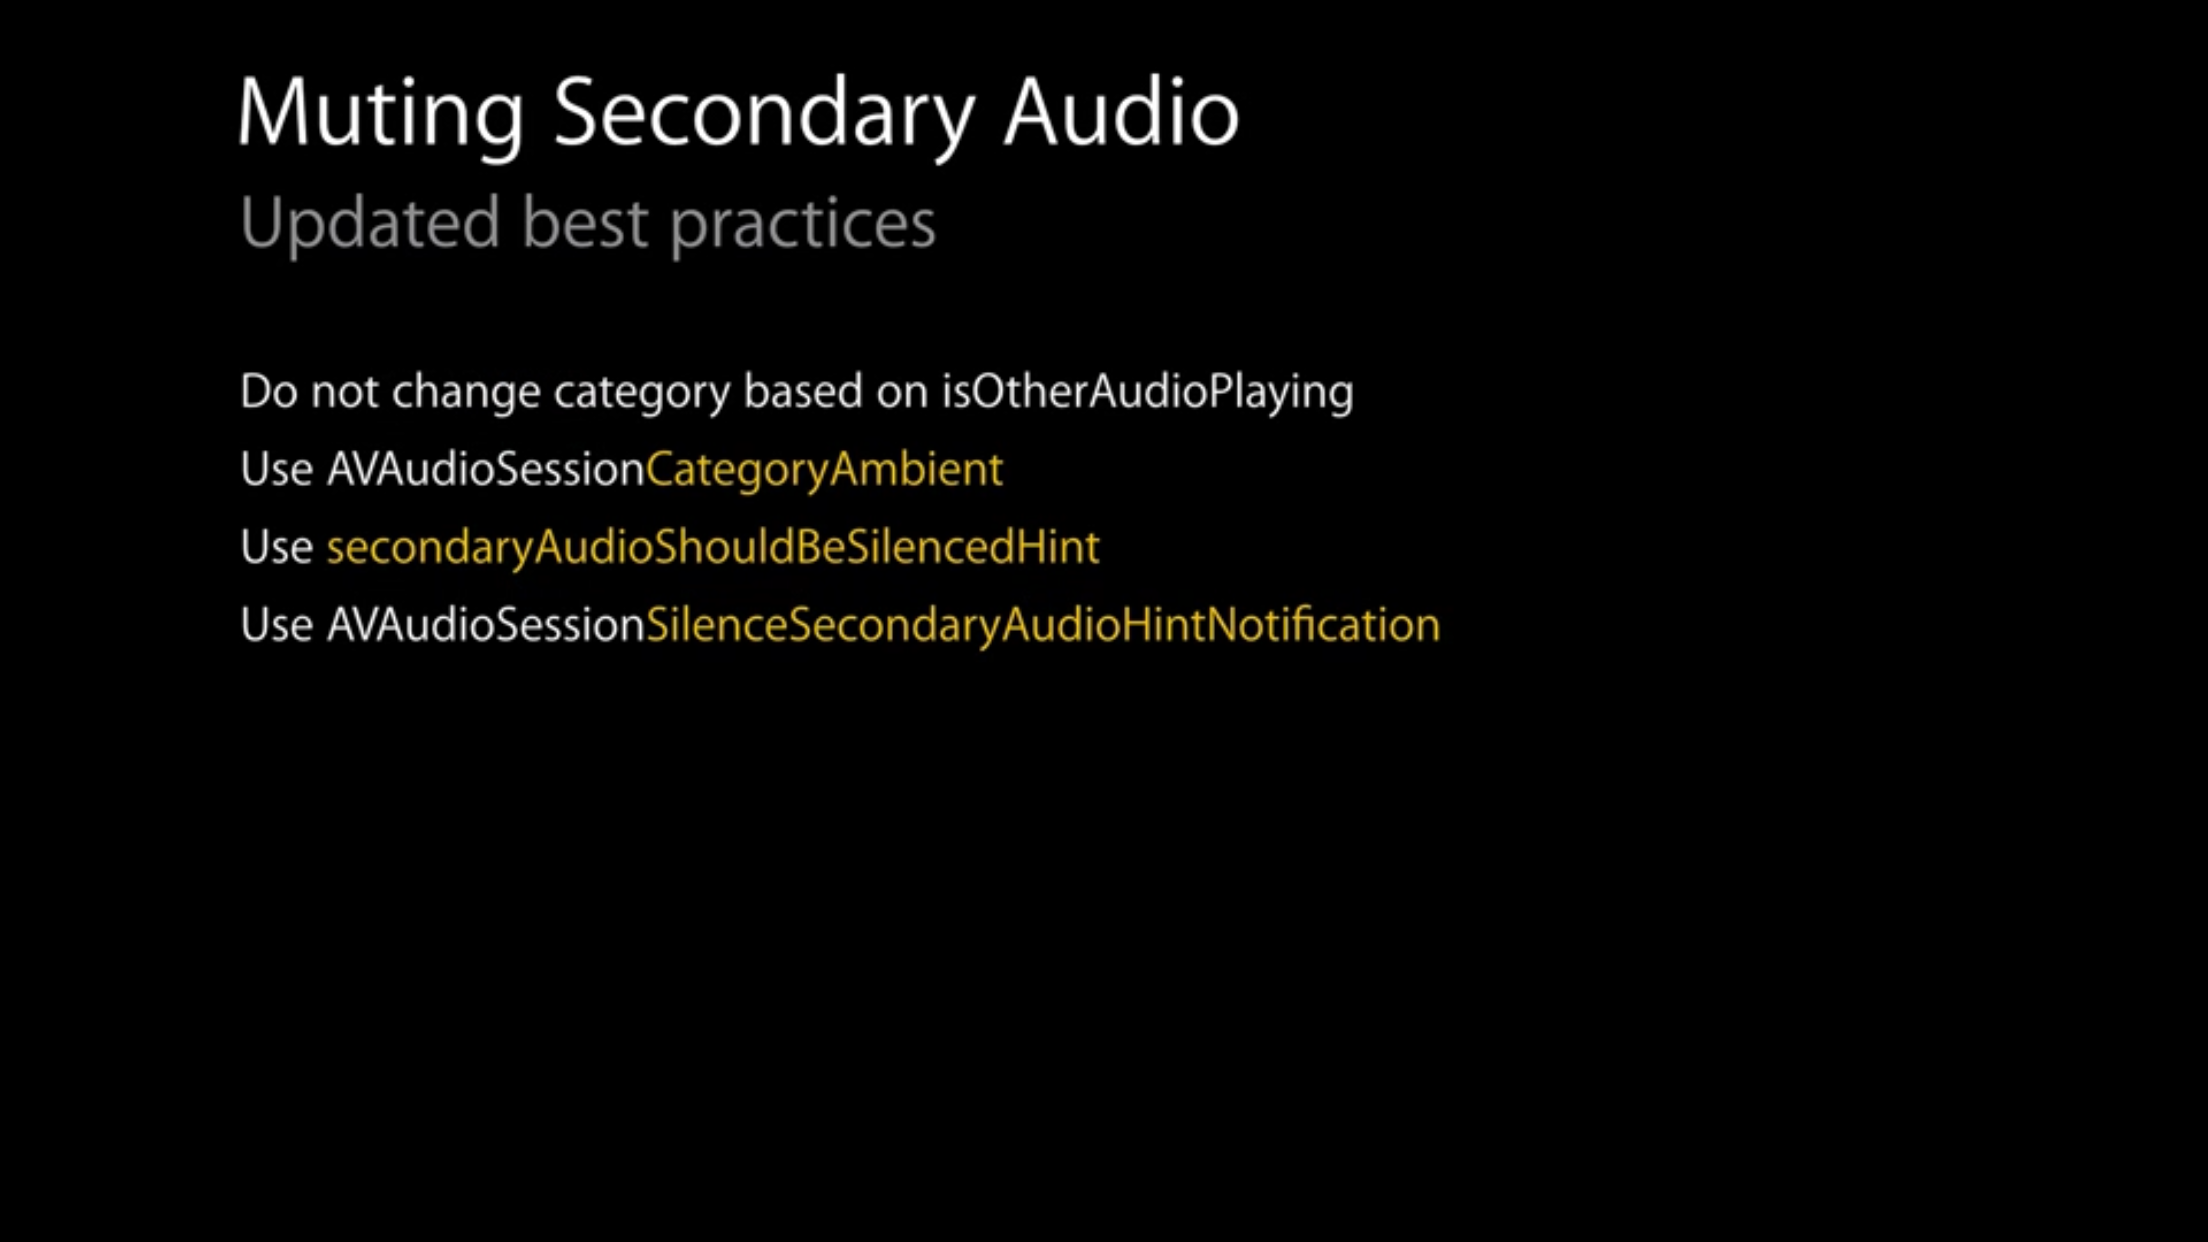 Muting Secondary Audio
Updated best practices
Do not change category based on isOtherAudioPlaying
Use AVAudioSessionCategoryAmbient
Use secondaryAudioShouldBeSilencedHint
Use AVAudioSessionSilenceSecondaryAudioHintNotification